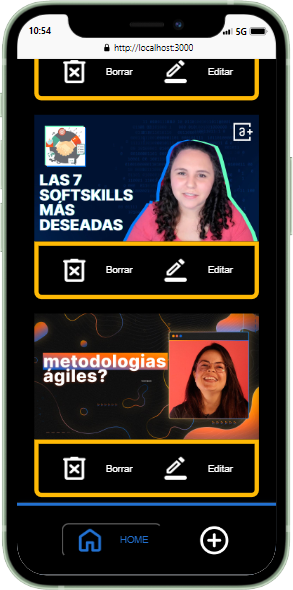 10:54
5G
http://localhost:3000
Borrar
Editar
a+
LAS 7
SOFTSKILLS
MÁS
DESEADAS
Borrar
Editar
metodologias
ágiles?
Borrar
Editar
HOME